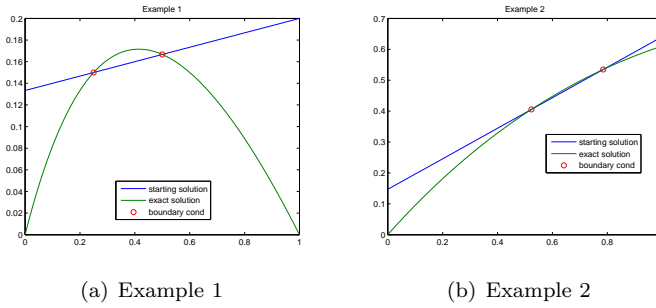 Example 1
0.2
0.18
0.16
0.14
0.12
0.1
0.08
0.06
0.04
0.02
0
0 0.2 0.4 0.6 0.8 1
starting solution
exact solution
boundary cond
(a) Example 1
Example 2
0.7
0.6
0.5
0.4
0.3
0.2
0.1
0
0 0.2 0.4 0.6 0.8
starting solution
exact solution
boundary cond
(b) Example 2